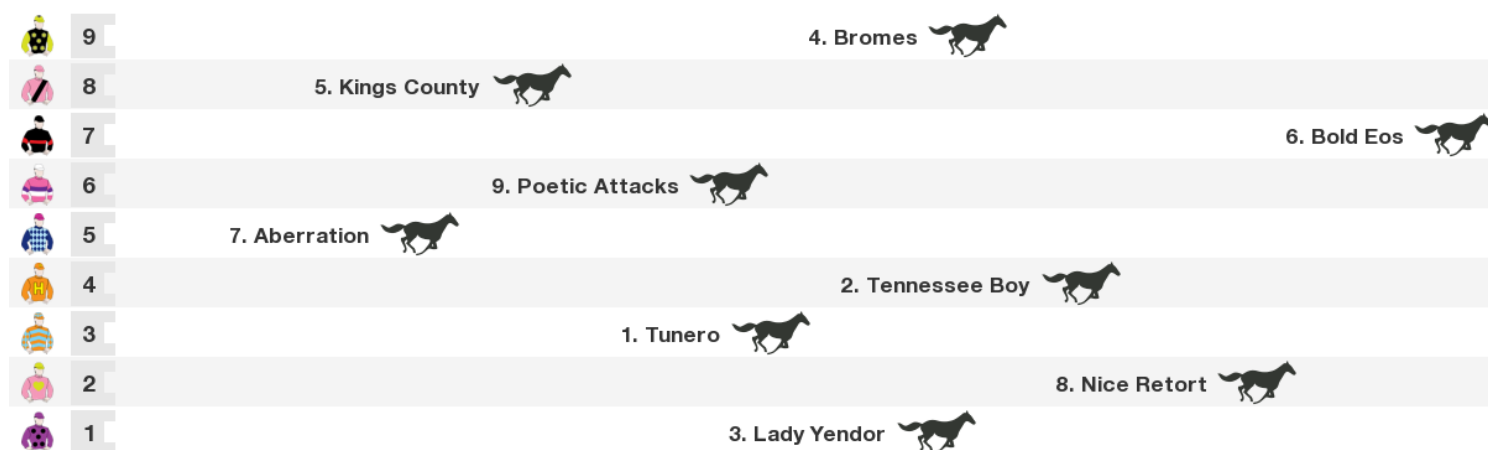 9 4. Bromes
8 5. Kings County
7 6. Bold Eos
6 9. Poetic Attacks
5 7. Aberration
H 4 2. Tennessee Boy
3 1. Tunero
2 8. Nice Retort
1 3. Lady Yendor